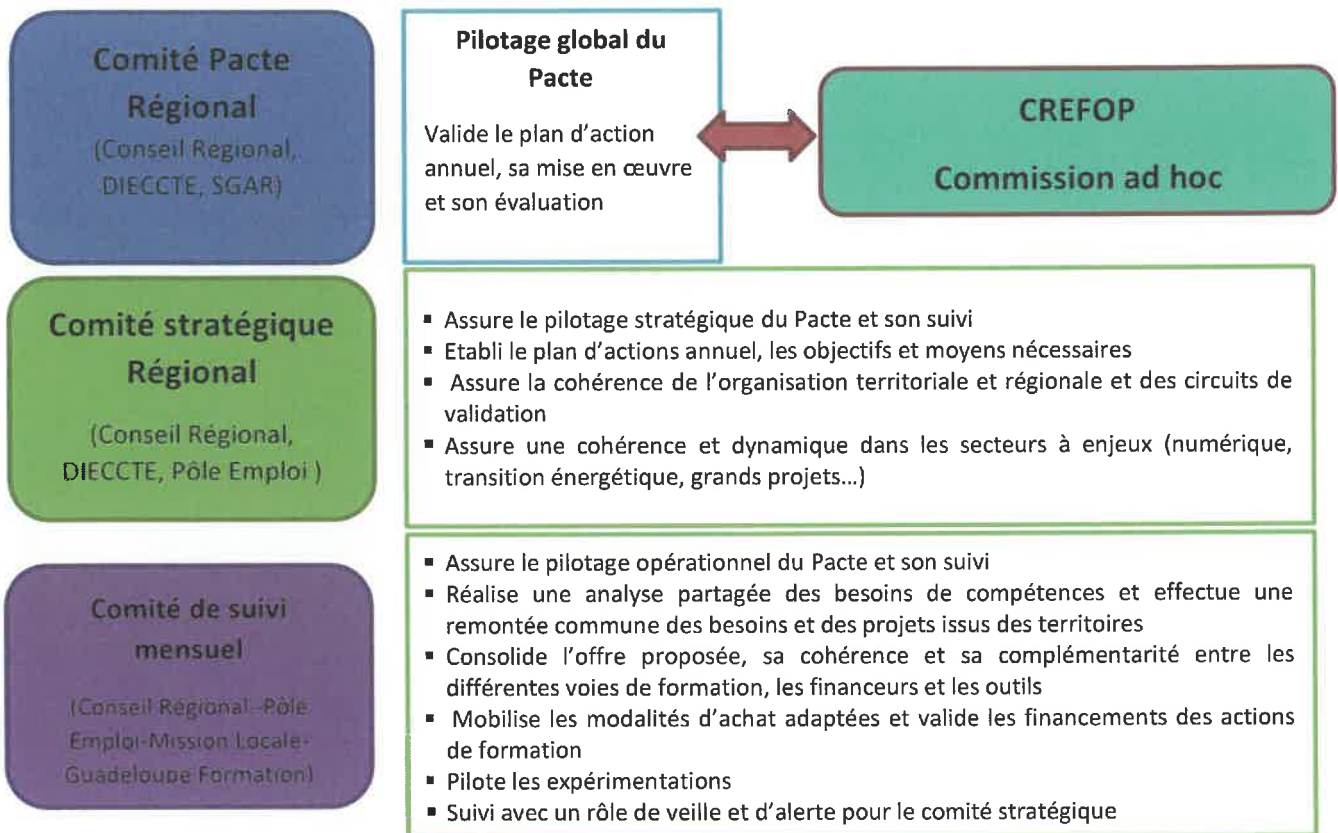 Comité Pacte
Régional
(Conseil Régional,
DIECCTE, SGAR)
Pilotage global du
Pacte
Valide le plan d'action
annuel, sa mise en œuvre
et son évaluation
CREFOP
Commission ad hoc
Comité stratégique
Régional
(Conseil Régional,
DIECCTE, Pôle Emploi )
▪ Assure le pilotage stratégique du Pacte et son suivi
▪ Etabli le plan d'actions annuel, les objectifs et moyens nécessaires
▪ Assure la cohérence de l'organisation territoriale et régionale et des circuits de
validation
▪ Assure une cohérence et dynamique dans les secteurs à enjeux (numérique,
transition énergétique, grands projets...)
Comité de suivi
mensuel
(Conseil Régional -Pôle
Emploi-Mission Locale-
Guadeloupe Formation)
▪ Assure le pilotage opérationnel du Pacte et son suivi
▪ Réalise une analyse partagée des besoins de compétences et effectue une
remontée commune des besoins et des projets issus des territoires
▪ Consolide l'offre proposée, sa cohérence et sa complémentarité entre les
différentes voies de formation, les financeurs et les outils
▪ Mobilise les modalités d'achat adaptées et valide les financements des actions
de formation
▪ Pilote les expérimentations
▪ Suivi avec un rôle de veille et d'alerte pour le comité stratégique